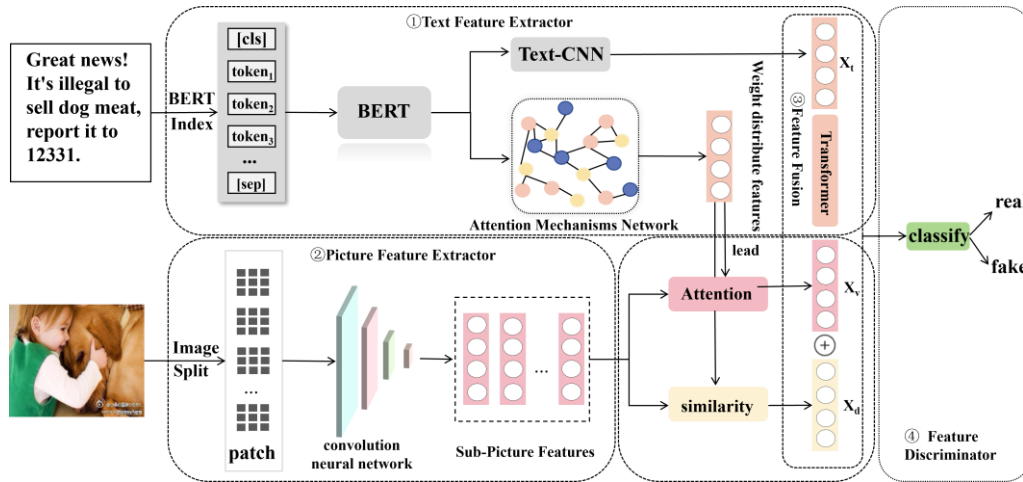 ①Text Feature Extractor
Great news!
It's illegal to
sell dog meat,
report it to
12331.
BERT
Index
[cls]
token₁
token₂
token₃
...
[sep]
BERT
Text-CNN
Attention Mechanisms Network
Weight distribute features
③Feature Fusion
Xₜ
Transformer
lead
②Picture Feature Extractor
Image
Split
...
patch
convolution
neural network
...
Sub-Picture Features
Attention
similarity
Xᵥ
+
X_d
classify
real
fake
④ Feature
Discriminator